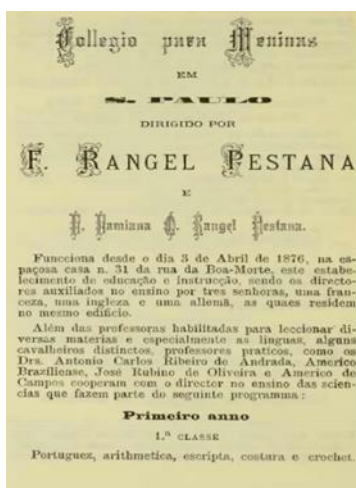 Collegio para Meninas
EM
S. PAULO
DIRIGIDO POR
F. RANGEL PESTANA
E
D. Damiana Q. Rangel Pestana.
Funcciona desde o dia 3 de Abril de 1876, na es-
paçosa casa n. 31 da rua da Boa-Morte, este estabe-
lecimento de educação e instrucção, sendo os directo-
res auxiliados no ensino por tres senhoras, uma fran-
ceza, uma ingleza e uma allemã, as quaes residem
no mesmo edificio.
Além das professoras habilitadas para leccionar di-
versas materias e especialmente as linguas, alguns
cavalheiros distinctos, professores praticos, como os
Drs. Antonio Carlos Ribeiro de Andrada, Americo
Braziliense, José Rubino de Oliveira e Americo de
Campos cooperam com o director no ensino das scien-
cias que fazem parte do seguinte programma :
Primeiro anno
1.ª CLASSE
Portuguez, arithmetica, escripta, costura e crochet.